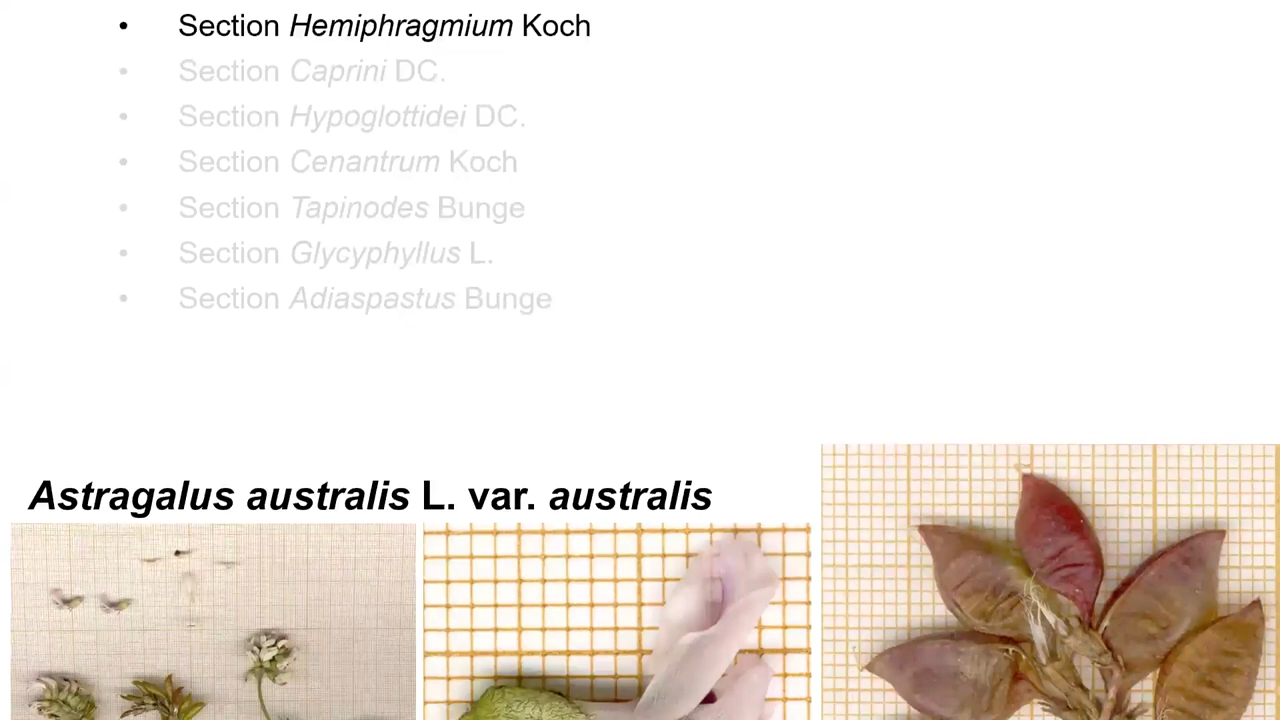 • Section Hemiphragmium Koch
• Section Caprini DC.
• Section Hypoglottidei DC.
• Section Cenantrum Koch
• Section Tapinodes Bunge
• Section Glycyphyllus L.
• Section Adiaspastus Bunge
Astragalus australis L. var. australis